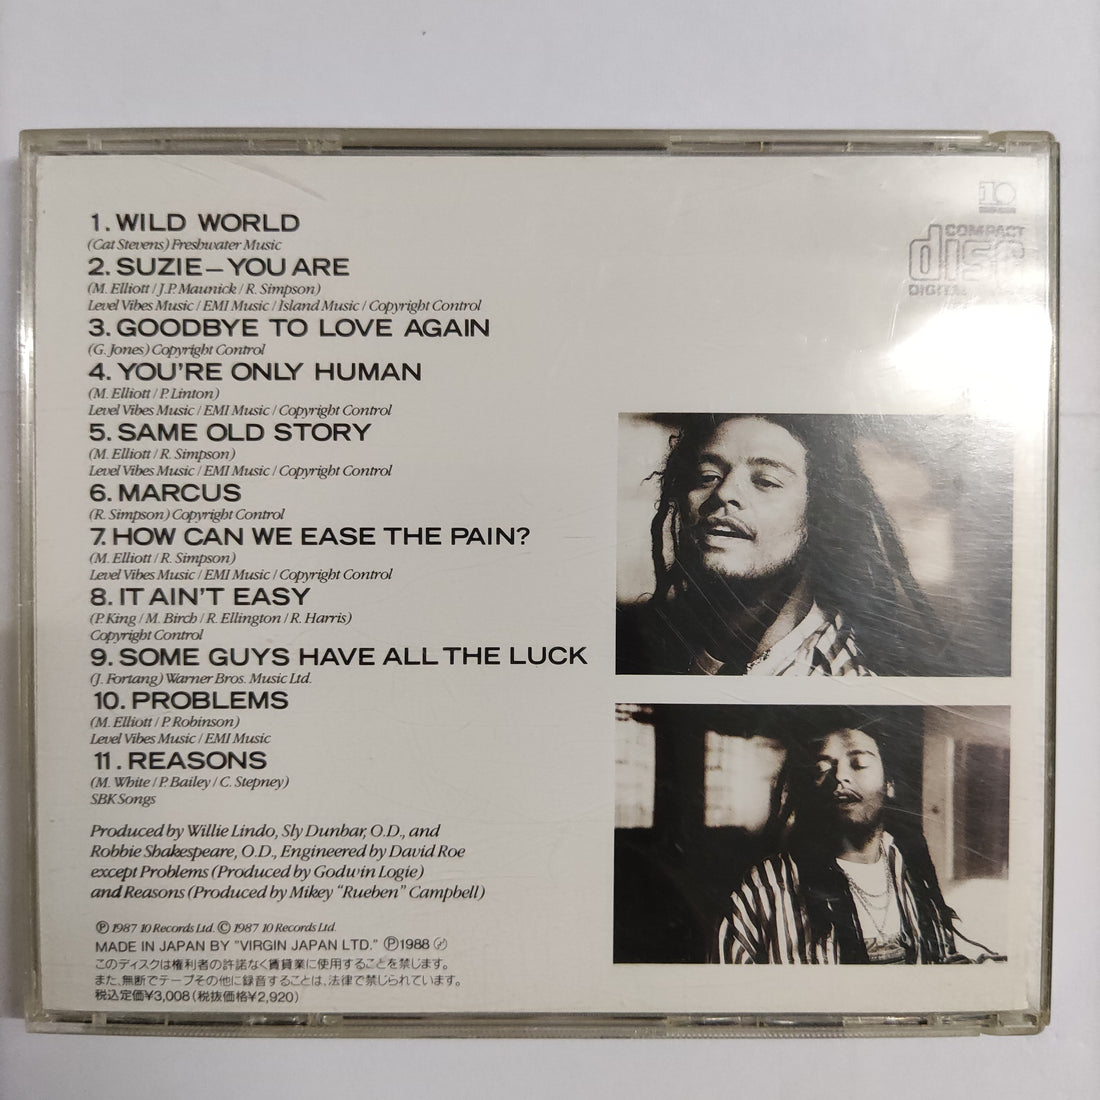 10
COMPACT
disc
DIGITAL
1. WILD WORLD
(Cat Stevens) Freshwater Music
2. SUZIE – YOU ARE
(M. Elliott / J.P. Maunick / R. Simpson)
Level Vibes Music / EMI Music / Island Music / Copyright Control
3. GOODBYE TO LOVE AGAIN
(G. Jones) Copyright Control
4. YOU'RE ONLY HUMAN
(M. Elliott / P. Linton)
Level Vibes Music / EMI Music / Copyright Control
5. SAME OLD STORY
(M. Elliott / R. Simpson)
Level Vibes Music / EMI Music / Copyright Control
6. MARCUS
(R. Simpson) Copyright Control
7. HOW CAN WE EASE THE PAIN?
(M. Elliott / R. Simpson)
Level Vibes Music / EMI Music / Copyright Control
8. IT AIN'T EASY
(P. King / M. Birch / R. Ellington / R. Harris)
Copyright Control
9. SOME GUYS HAVE ALL THE LUCK
(J. Fortang) Warner Bros. Music Ltd.
10. PROBLEMS
(M. Elliott / P. Robinson)
Level Vibes Music / EMI Music
11. REASONS
(M. White / P. Bailey / C. Stepney)
SBK Songs
Produced by Willie Lindo, Sly Dunbar, O.D., and
Robbie Shakespeare, O.D., Engineered by David Roe
except Problems (Produced by Godwin Logie)
and Reasons (Produced by Mikey "Rueben" Campbell)
Ⓟ 1987 10 Records Ltd. © 1987 10 Records Ltd.
MADE IN JAPAN BY "VIRGIN JAPAN LTD." Ⓟ1988
このディスクは権利者の許諾なく賃貸業に使用することを禁じます。
また、無断でテープその他に録音することは、法律で禁じられています。
税込定価¥3,008(税抜価格¥2,920)